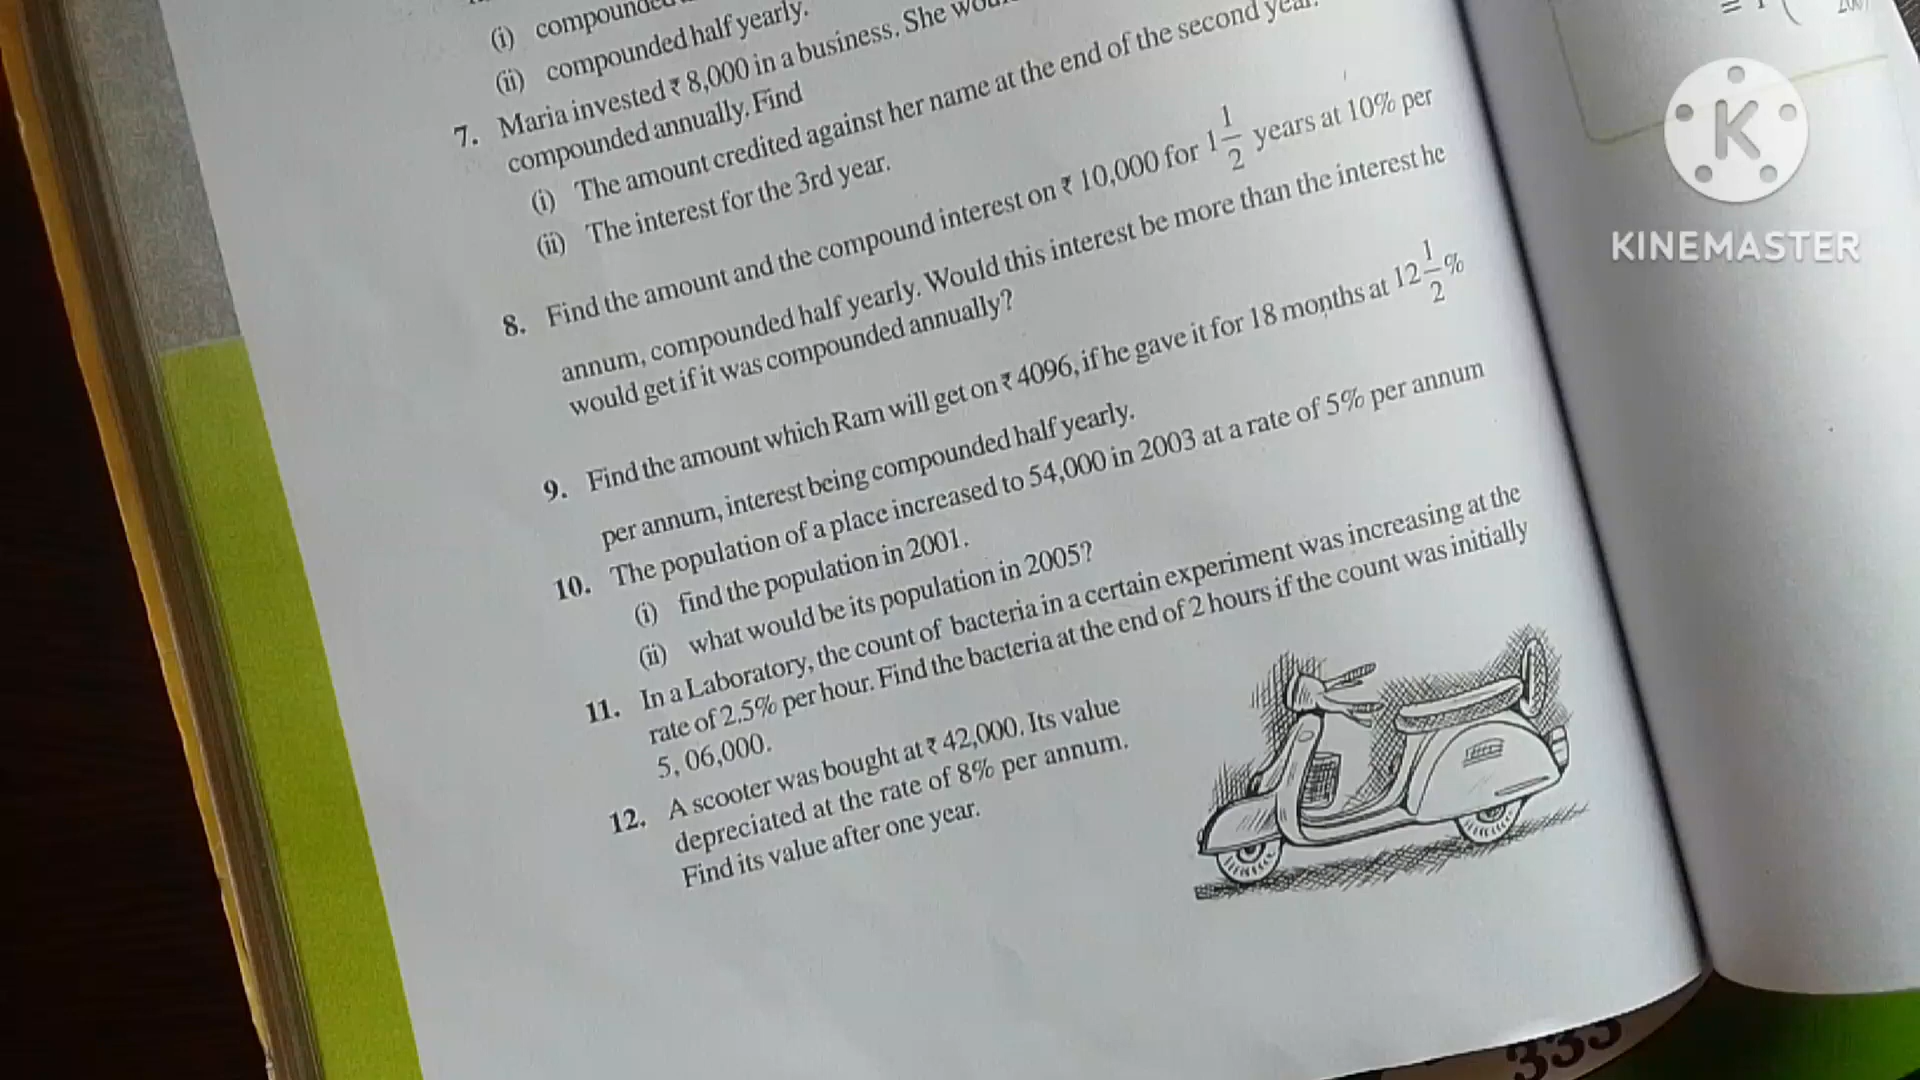 (i) compounded
(ii) compounded half yearly.
7. Maria invested ₹ 8,000 in a business. She
compounded annually. Find
(i) The amount credited against her name at the end of the second year.
(ii) The interest for the 3rd year.
8. Find the amount and the compound interest on ₹ 10,000 for 1 1/2 years at 10% per
annum, compounded half yearly. Would this interest be more than the interest he
would get if it was compounded annually?
9. Find the amount which Ram will get on ₹ 4096, if he gave it for 18 months at 12 1/2 %
per annum, interest being compounded half yearly.
10. The population of a place increased to 54,000 in 2003 at a rate of 5% per annum
(i) find the population in 2001.
(ii) what would be its population in 2005?
11. In a Laboratory, the count of bacteria in a certain experiment was increasing at the
rate of 2.5% per hour. Find the bacteria at the end of 2 hours if the count was initially
5, 06,000.
12. A scooter was bought at ₹ 42,000. Its value
depreciated at the rate of 8% per annum.
Find its value after one year.
K
KINEMASTER